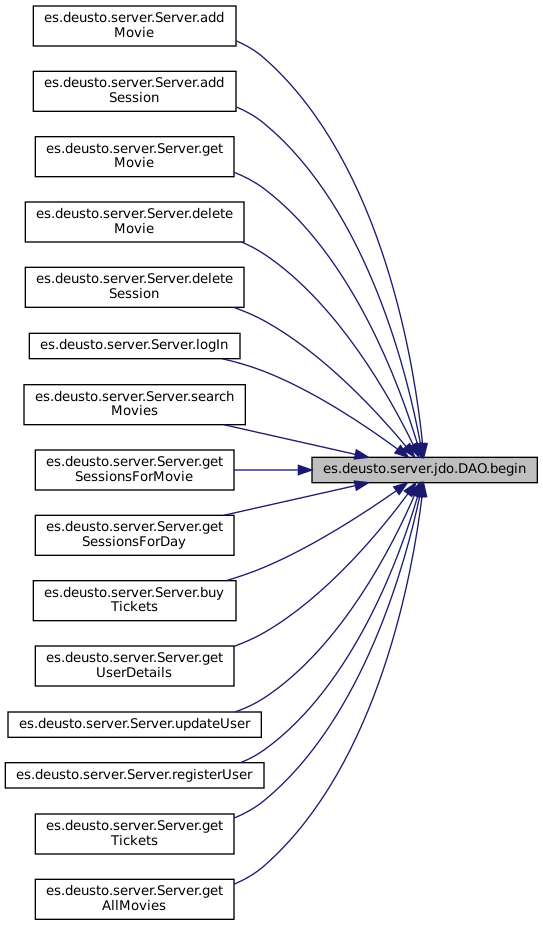 es.deusto.server.Server.add
Movie
es.deusto.server.Server.add
Session
es.deusto.server.Server.get
Movie
es.deusto.server.Server.delete
Movie
es.deusto.server.Server.delete
Session
es.deusto.server.Server.logIn
es.deusto.server.Server.search
Movies
es.deusto.server.Server.get
SessionsForMovie
es.deusto.server.jdo.DAO.begin
es.deusto.server.Server.get
SessionsForDay
es.deusto.server.Server.buy
Tickets
es.deusto.server.Server.get
UserDetails
es.deusto.server.Server.updateUser
es.deusto.server.Server.registerUser
es.deusto.server.Server.get
Tickets
es.deusto.server.Server.get
AllMovies